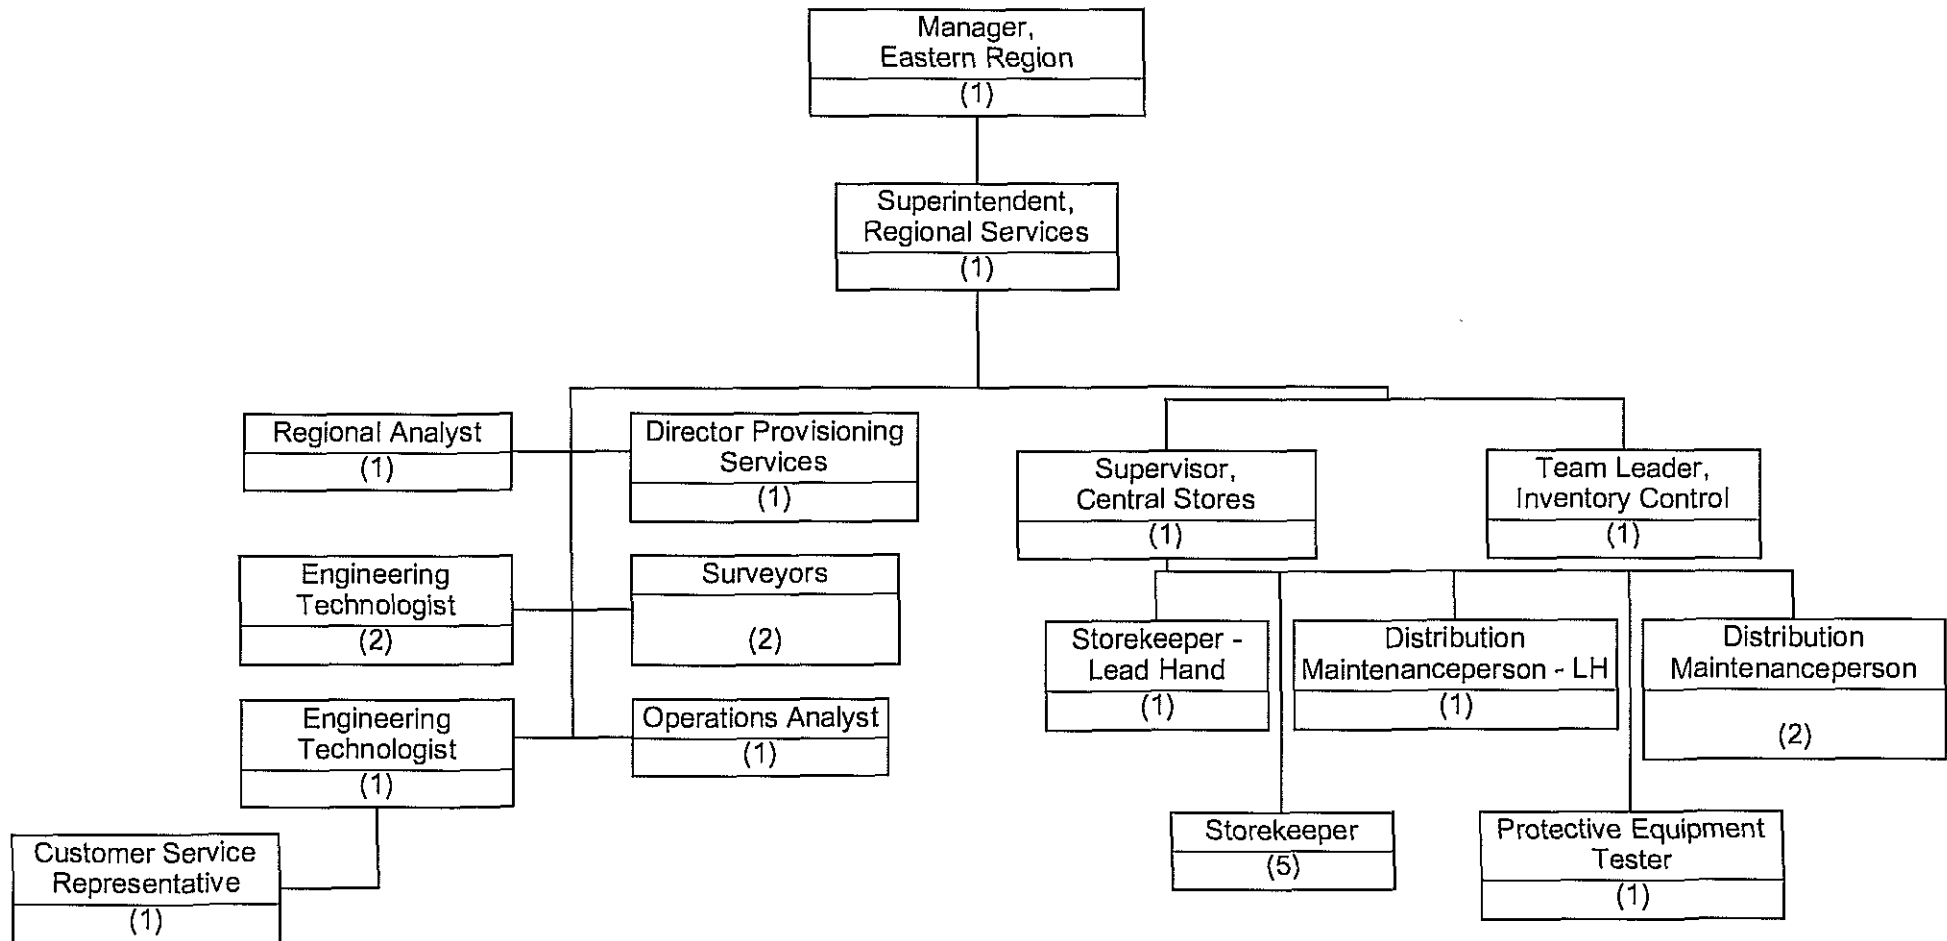 Manager,
Eastern Region
(1)
Superintendent,
Regional Services
(1)
Regional Analyst
(1)
Director Provisioning
Services
(1)
Engineering
Technologist
(2)
Surveyors
(2)
Engineering
Technologist
(1)
Operations Analyst
(1)
Customer Service
Representative
(1)
Supervisor,
Central Stores
(1)
Team Leader,
Inventory Control
(1)
Storekeeper -
Lead Hand
(1)
Distribution
Maintenanceperson - LH
(1)
Distribution
Maintenanceperson
(2)
Storekeeper
(5)
Protective Equipment
Tester
(1)